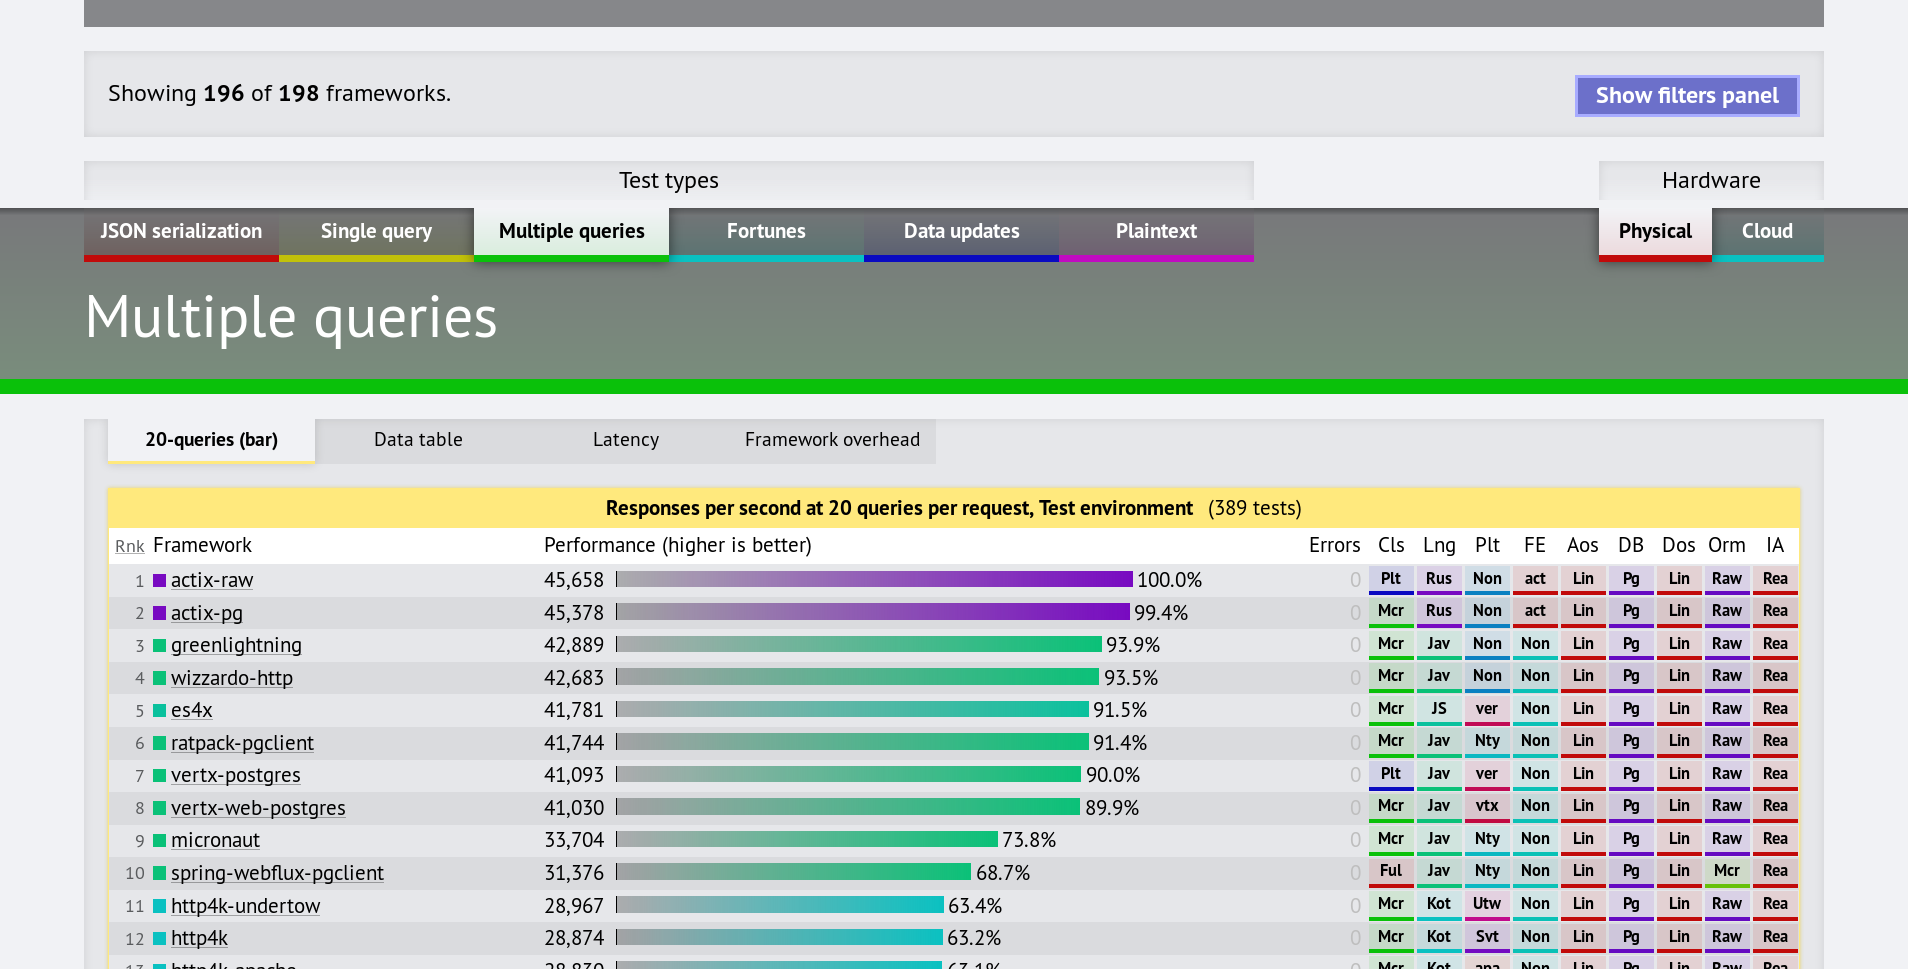 Showing 196 of 198 frameworks.
Show filters panel
Test types
Hardware
JSON serialization Single query Multiple queries Fortunes Data updates Plaintext Physical Cloud
Multiple queries
20-queries (bar) Data table Latency Framework overhead
Responses per second at 20 queries per request, Test environment (389 tests)
Rnk Framework Performance (higher is better) Errors Cls Lng Plt FE Aos DB Dos Orm IA
1 actix-raw 45,658 100.0% 0 Plt Rus Non act Lin Pg Lin Raw Rea
2 actix-pg 45,378 99.4% 0 Mcr Rus Non act Lin Pg Lin Raw Rea
3 greenlightning 42,889 93.9% 0 Mcr Jav Non Non Lin Pg Lin Raw Rea
4 wizzardo-http 42,683 93.5% 0 Mcr Jav Non Non Lin Pg Lin Raw Rea
5 es4x 41,781 91.5% 0 Mcr JS ver Non Lin Pg Lin Raw Rea
6 ratpack-pgclient 41,744 91.4% 0 Mcr Jav Nty Non Lin Pg Lin Raw Rea
7 vertx-postgres 41,093 90.0% 0 Plt Jav ver Non Lin Pg Lin Raw Rea
8 vertx-web-postgres 41,030 89.9% 0 Mcr Jav vtx Non Lin Pg Lin Raw Rea
9 micronaut 33,704 73.8% 0 Mcr Jav Nty Non Lin Pg Lin Raw Rea
10 spring-webflux-pgclient 31,376 68.7% 0 Ful Jav Nty Non Lin Pg Lin Mcr Rea
11 http4k-undertow 28,967 63.4% 0 Mcr Kot Utw Non Lin Pg Lin Raw Rea
12 http4k 28,874 63.2% 0 Mcr Kot Svt Non Lin Pg Lin Raw Rea
13 http4k-apache 28,830 63.1% 0 Mcr Kot apa Non Lin Pg Lin Raw Rea